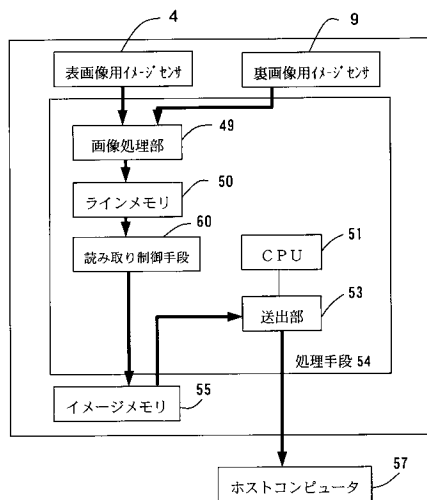 4
9
表画像用イメージセンサ
裏画像用イメージセンサ
画像処理部
49
ラインメモリ
50
60
読み取り制御手段
51
CPU
53
送出部
処理手段 54
イメージメモリ
55
57
ホストコンピュータ